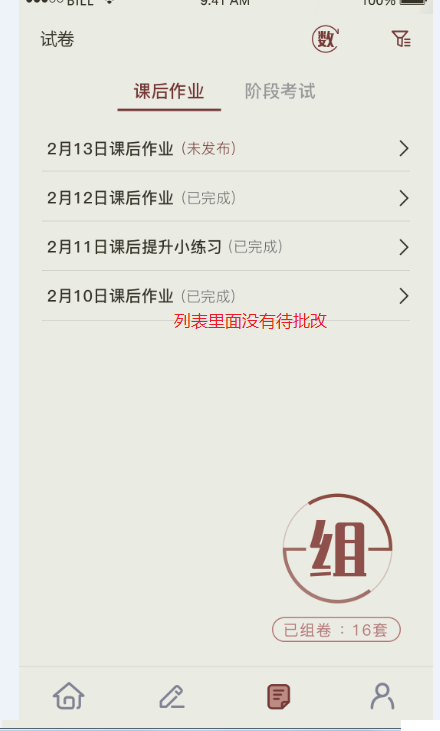 BILL 9:41 AM 100%
试卷 数
课后作业 阶段考试
2月13日课后作业（未发布）
2月12日课后作业（已完成）
2月11日课后提升小练习（已完成）
2月10日课后作业（已完成）
列表里面没有待批改
组
已组卷：16套